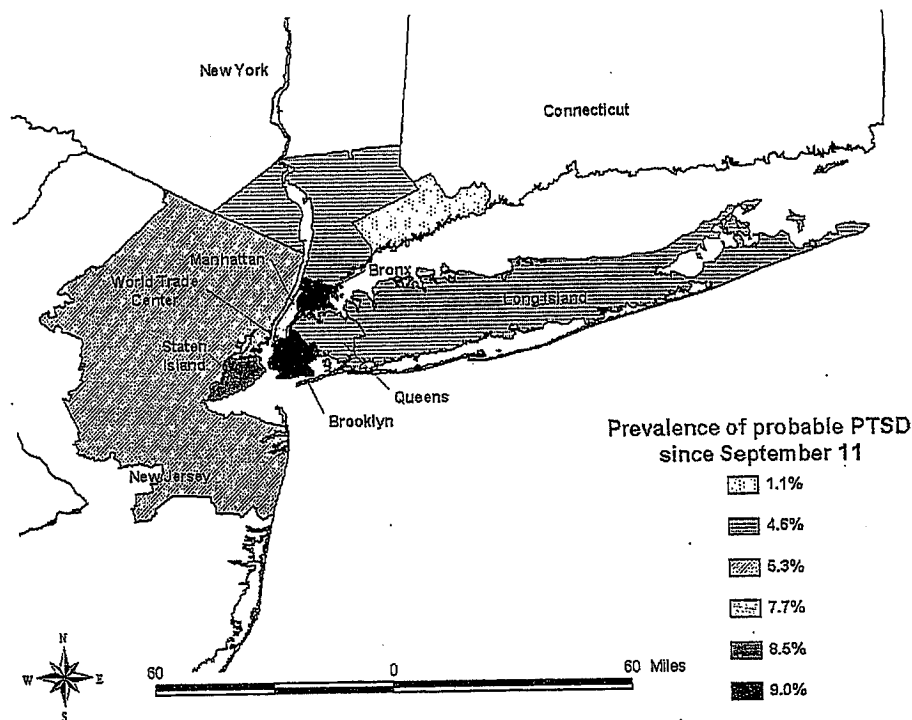 New York
Connecticut
Manhattan
World Trade
Center
Bronx
Long Island
Staten
Island
Queens
Brooklyn
New Jersey
Prevalence of probable PTSD
since September 11
1.1%
4.6%
5.3%
7.7%
8.5%
9.0%
N
W E
S
60 0 60 Miles